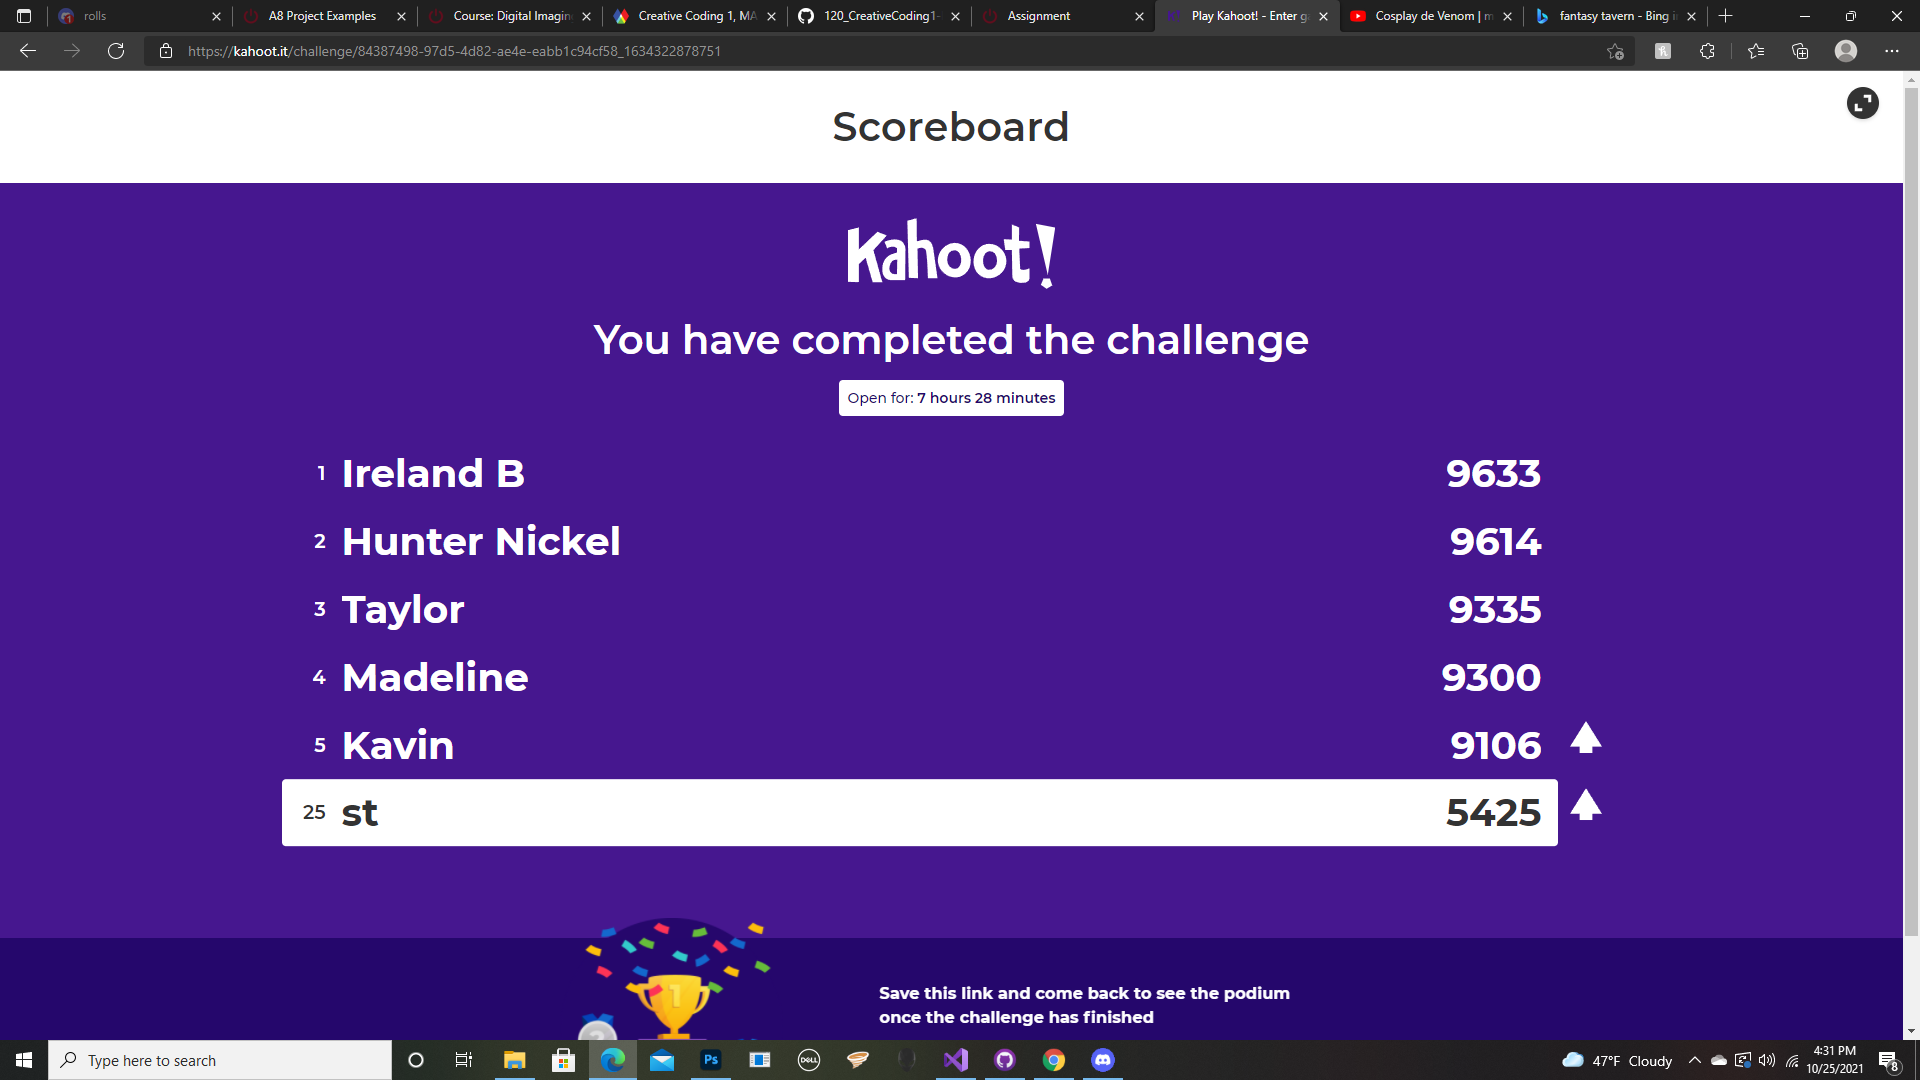 rolls
A8 Project Examples
Course: Digital Imagin
Creative Coding 1, MA
120_CreativeCoding1-
Assignment
Play Kahoot! - Enter ga
Cosplay de Venom | m
fantasy tavern - Bing i
https://kahoot.it/challenge/84387498-97d5-4d82-ae4e-eabb1c94cf58_1634322878751
Scoreboard
Kahoot!
You have completed the challenge
Open for: 7 hours 28 minutes
1 Ireland B 9633
2 Hunter Nickel 9614
3 Taylor 9335
4 Madeline 9300
5 Kavin 9106
25 st 5425
1
2
Save this link and come back to see the podium
once the challenge has finished
Type here to search
Ps
DELL
47°F Cloudy
4:31 PM
10/25/2021
8